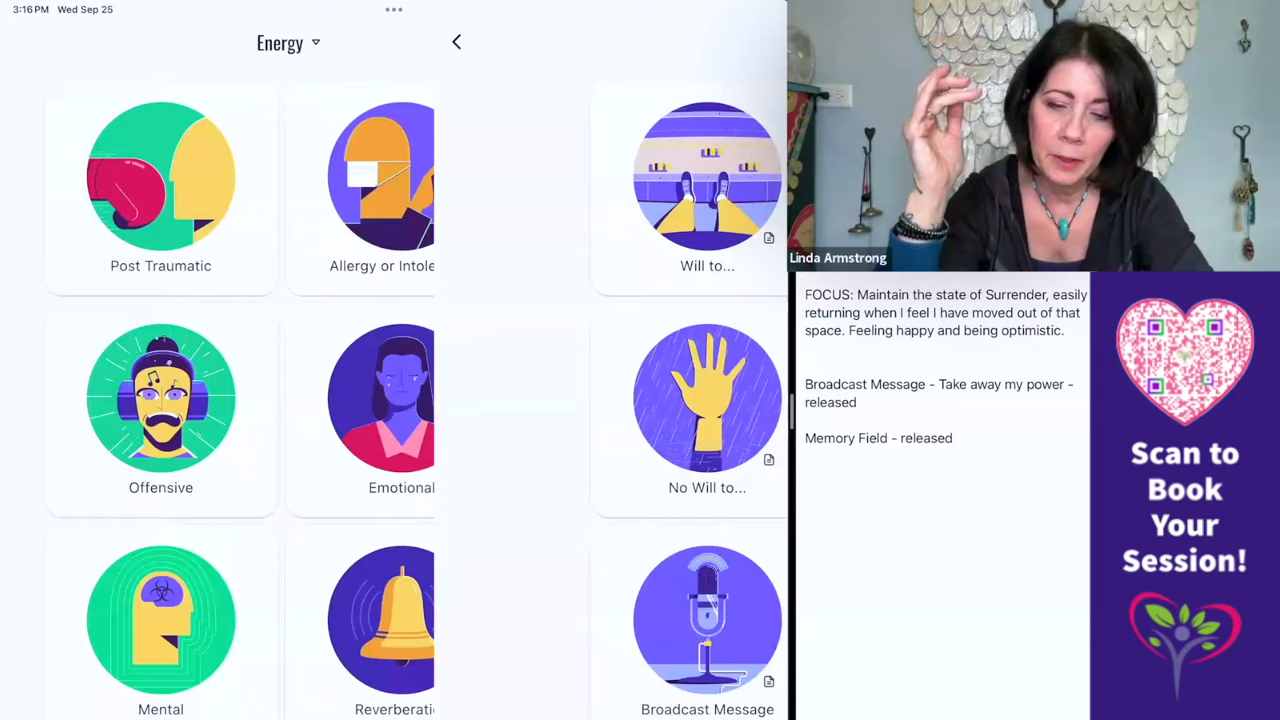 3:16 PM Wed Sep 25
Energy
Post Traumatic
Allergy or Intole
Will to...
Offensive
Emotional
No Will to...
Mental
Reverberati
Broadcast Message
Linda Armstrong
FOCUS: Maintain the state of Surrender, easily
returning when I feel I have moved out of that
space. Feeling happy and being optimistic.
Broadcast Message - Take away my power -
released
Memory Field - released
Scan to
Book
Your
Session!